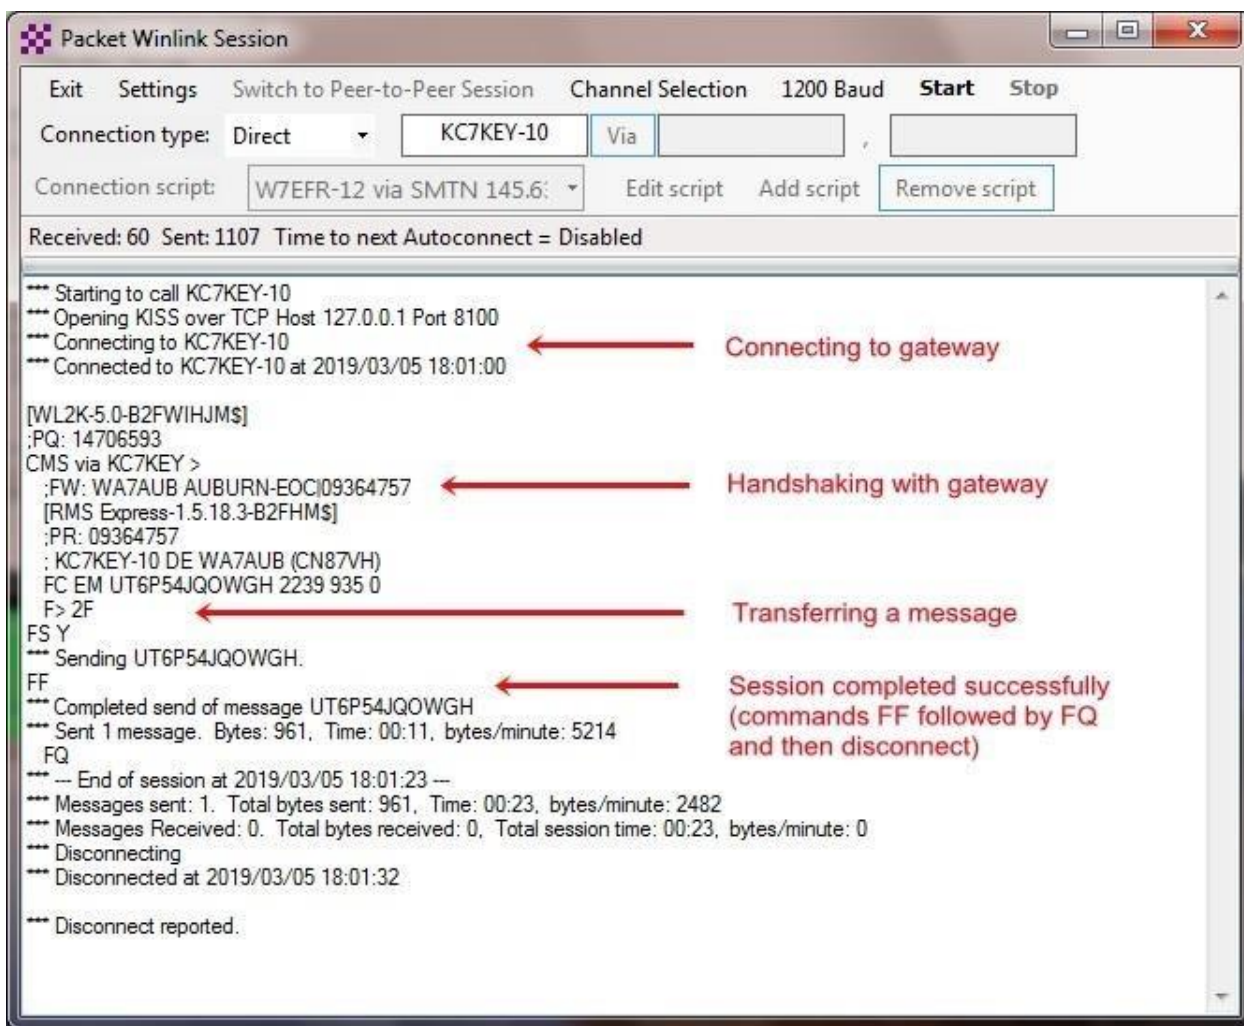 Packet Winlink Session
Exit Settings Switch to Peer-to-Peer Session Channel Selection 1200 Baud Start Stop
Connection type: Direct KC7KEY-10 Via ,
Connection script: W7EFR-12 via SMTN 145.6 Edit script Add script Remove script
Received: 60 Sent: 1107 Time to next Autoconnect = Disabled
*** Starting to call KC7KEY-10
*** Opening KISS over TCP Host 127.0.0.1 Port 8100
*** Connecting to KC7KEY-10
Connecting to gateway
*** Connected to KC7KEY-10 at 2019/03/05 18:01:00
[WL2K-5.0-B2FWIHJM$]
;PQ: 14706593
CMS via KC7KEY >
;FW: WA7AUB AUBURN-EOC|09364757
Handshaking with gateway
[RMS Express-1.5.18.3-B2FHM$]
;PR: 09364757
; KC7KEY-10 DE WA7AUB (CN87VH)
FC EM UT6P54JQOWGH 2239 935 0
F> 2F
Transferring a message
FS Y
*** Sending UT6P54JQOWGH.
FF
Session completed successfully
(commands FF followed by FQ
and then disconnect)
*** Completed send of message UT6P54JQOWGH
*** Sent 1 message. Bytes: 961, Time: 00:11, bytes/minute: 5214
FQ
*** --- End of session at 2019/03/05 18:01:23 ---
*** Messages sent: 1. Total bytes sent: 961, Time: 00:23, bytes/minute: 2482
*** Messages Received: 0. Total bytes received: 0, Total session time: 00:23, bytes/minute: 0
*** Disconnecting
*** Disconnected at 2019/03/05 18:01:32
*** Disconnect reported.